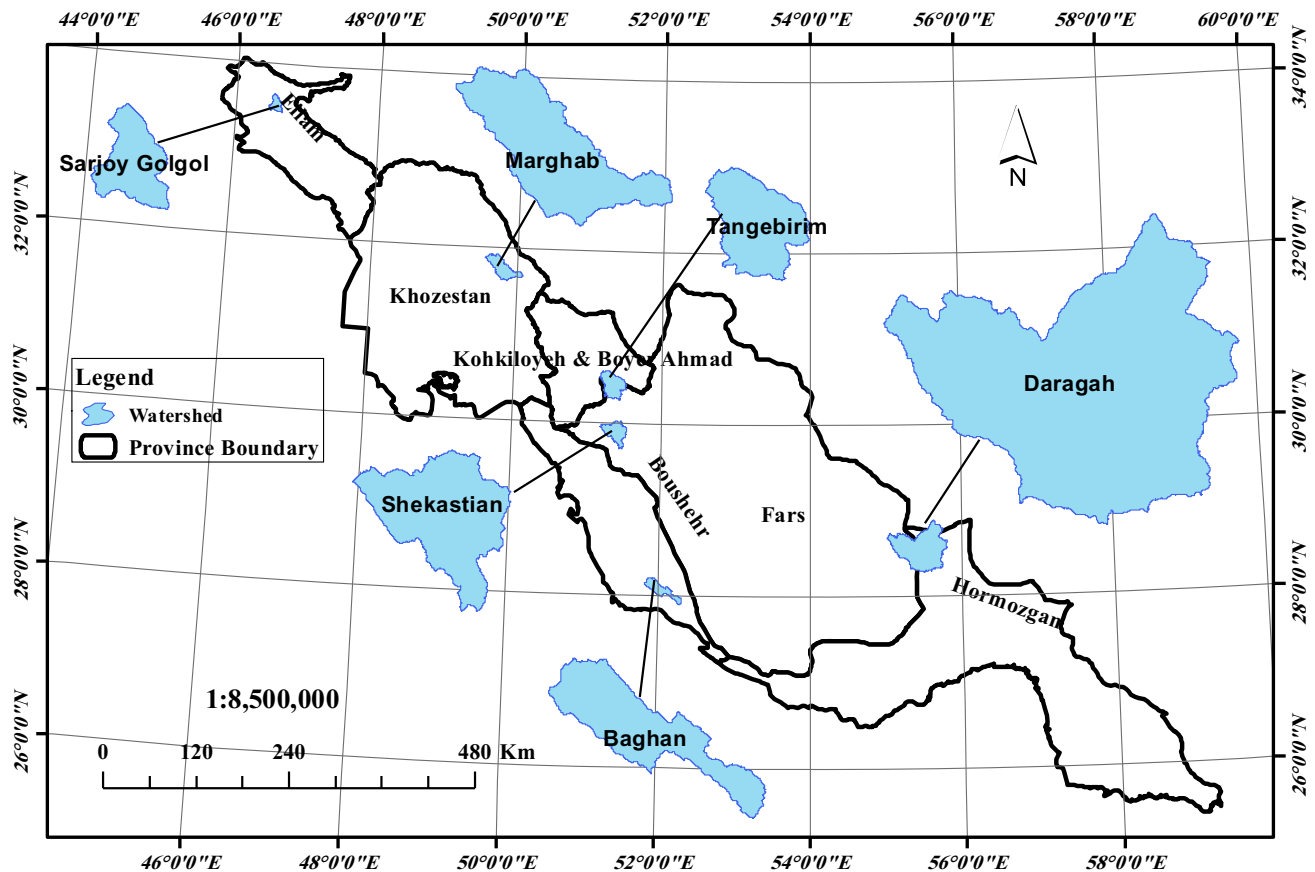 44°0'0"E 46°0'0"E 48°0'0"E 50°0'0"E 52°0'0"E 54°0'0"E 56°0'0"E 58°0'0"E 60°0'0"E
34°0'0"N
Eilam
Sarjoy Golgol
Marghab
N
Tangebirim
32°0'0"N
32°0'0"N
Khozestan
Kohkiloyeh & Boyer Ahmad
Daragah
30°0'0"N
30°0'0"N
Legend
Watershed
Province Boundary
Shekastian
Boushehr
Fars
28°0'0"N
28°0'0"N
Hormozgan
1:8,500,000
Baghan
0 120 240 480 Km
26°0'0"N
26°0'0"N
46°0'0"E 48°0'0"E 50°0'0"E 52°0'0"E 54°0'0"E 56°0'0"E 58°0'0"E